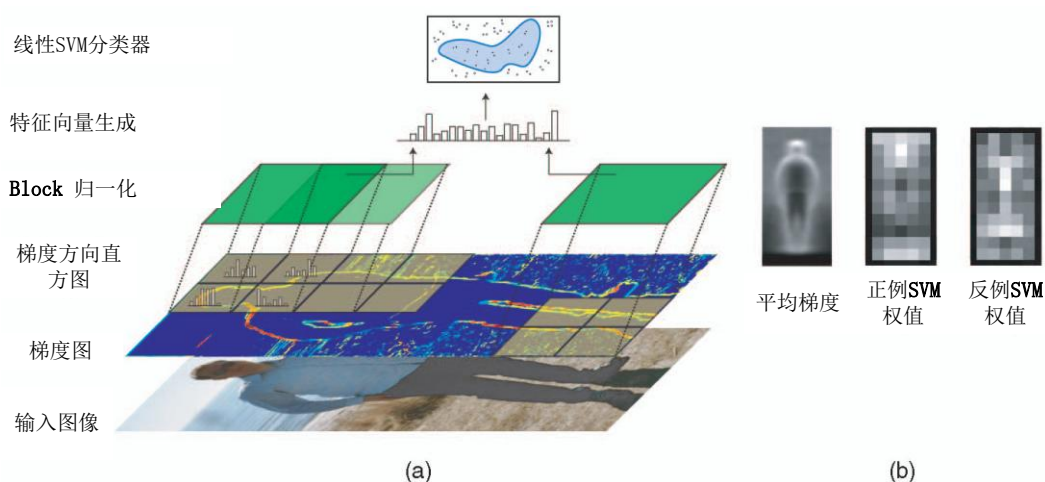 线性SVM分类器
特征向量生成
Block 归一化
梯度方向直
方图
梯度图
输入图像
(a)
平均梯度
正例SVM
权值
反例SVM
权值
(b)